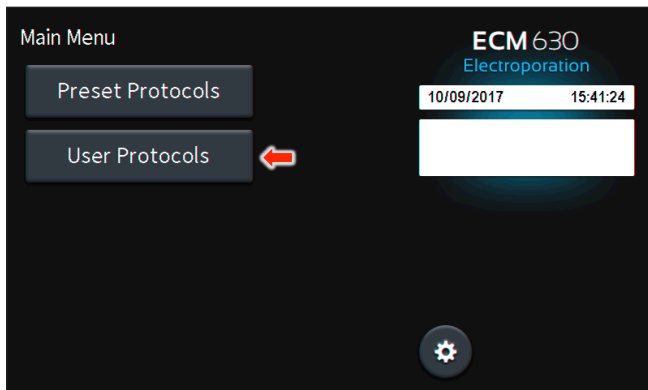 Main Menu
Preset Protocols
User Protocols
ECM 630
Electroporation
10/09/2017 15:41:24